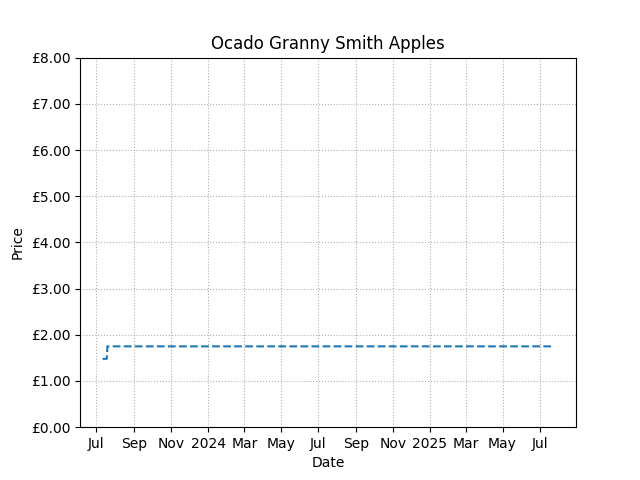 Ocado Granny Smith Apples
£8.00
£7.00
£6.00
£5.00
£4.00
£3.00
£2.00
£1.00
£0.00
Price
Jul Sep Nov 2024 Mar May Jul Sep Nov 2025 Mar May Jul
Date